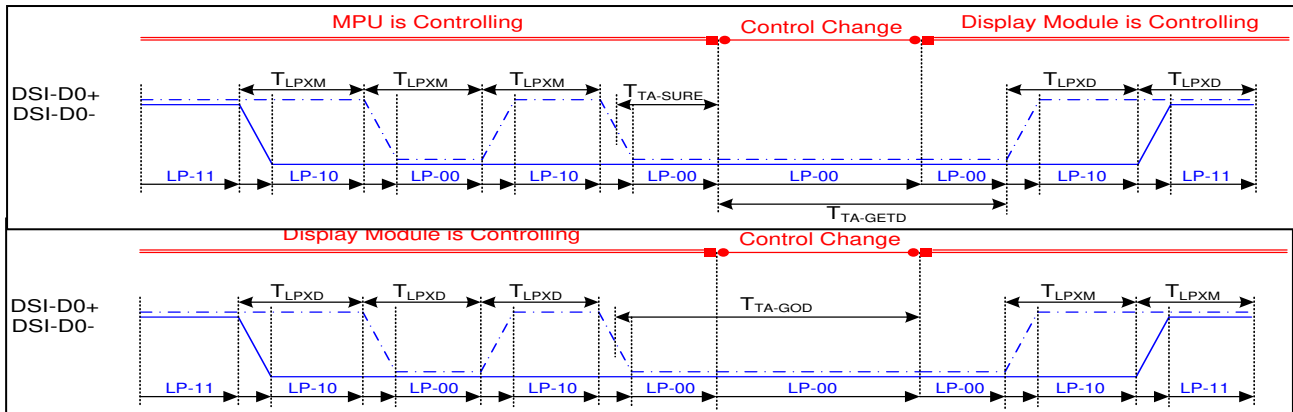 MPU is Controlling Control Change Display Module is Controlling
TLPXM TLPXM TLPXM TTA-SURE TLPXD TLPXD
DSI-D0+
DSI-D0-
LP-11 LP-10 LP-00 LP-10 LP-00 LP-00 LP-00 LP-10 LP-11
TTA-GETD
Display Module is Controlling Control Change
TLPXD TLPXD TLPXD TTA-GOD TLPXM TLPXM
DSI-D0+
DSI-D0-
LP-11 LP-10 LP-00 LP-10 LP-00 LP-00 LP-00 LP-10 LP-11